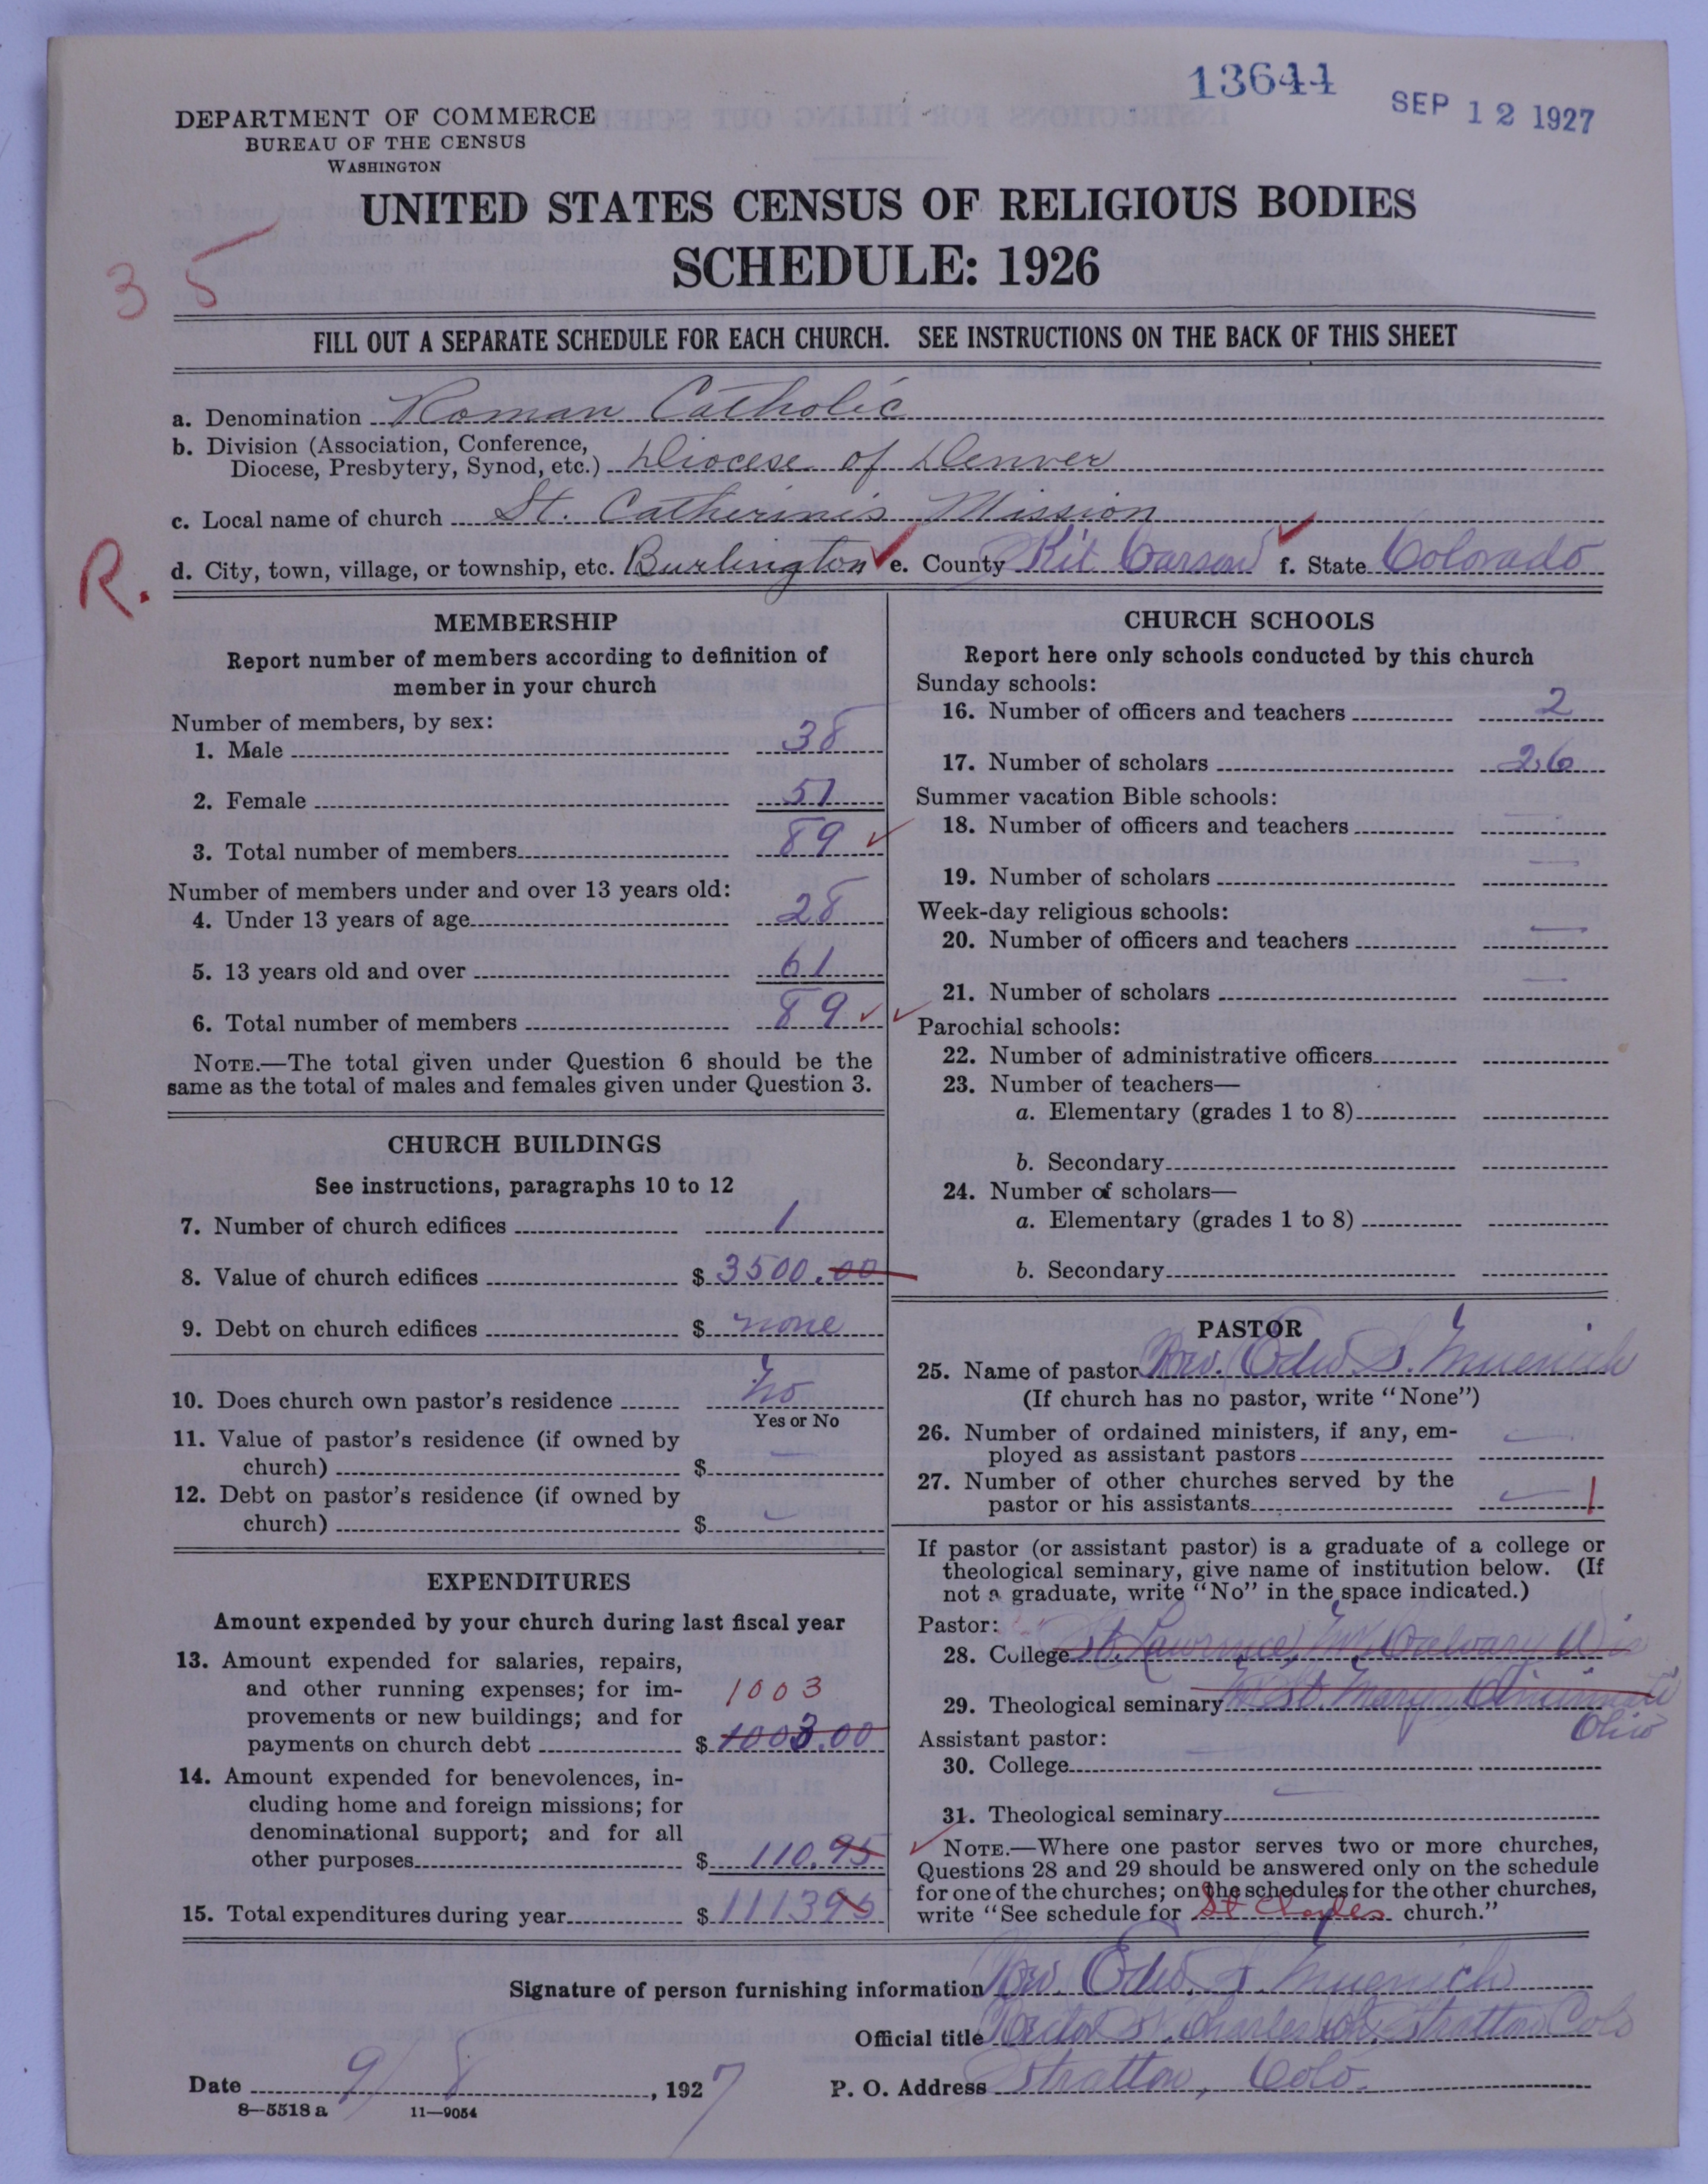 13644
SEP 12 1927
DEPARTMENT OF COMMERCE
BUREAU OF THE CENSUS
WASHINGTON
UNITED STATES CENSUS OF RELIGIOUS BODIES
SCHEDULE: 1926
35
FILL OUT A SEPARATE SCHEDULE FOR EACH CHURCH. SEE INSTRUCTIONS ON THE BACK OF THIS SHEET
a. Denomination Roman Catholic
b. Division (Association, Conference,
Diocese, Presbytery, Synod, etc.) Diocese of Denver
c. Local name of church St. Catherine's Mission
R.
d. City, town, village, or township, etc. Burlington e. County Kit Carson f. State Colorado
MEMBERSHIP
Report number of members according to definition of
member in your church
Number of members, by sex:
1. Male 38
2. Female 51
3. Total number of members 89
Number of members under and over 13 years old:
4. Under 13 years of age 28
5. 13 years old and over 61
6. Total number of members 89
NOTE.—The total given under Question 6 should be the
same as the total of males and females given under Question 3.
CHURCH BUILDINGS
See instructions, paragraphs 10 to 12
7. Number of church edifices 1
8. Value of church edifices $ 3500.00
9. Debt on church edifices $ none
10. Does church own pastor's residence No
Yes or No
11. Value of pastor's residence (if owned by
church) $ —
12. Debt on pastor's residence (if owned by
church) $ —
EXPENDITURES
Amount expended by your church during last fiscal year
13. Amount expended for salaries, repairs,
and other running expenses; for im- 1003
provements or new buildings; and for
payments on church debt $ 1003.00
14. Amount expended for benevolences, in-
cluding home and foreign missions; for
denominational support; and for all
other purposes $ 110.95
15. Total expenditures during year $ 111395
CHURCH SCHOOLS
Report here only schools conducted by this church
Sunday schools:
16. Number of officers and teachers 2
17. Number of scholars 26
Summer vacation Bible schools:
18. Number of officers and teachers —
19. Number of scholars —
Week-day religious schools:
20. Number of officers and teachers —
21. Number of scholars —
Parochial schools:
22. Number of administrative officers
23. Number of teachers—
a. Elementary (grades 1 to 8)
b. Secondary
24. Number of scholars—
a. Elementary (grades 1 to 8)
b. Secondary
PASTOR
25. Name of pastor Rev. Edw. S. Muenich
(If church has no pastor, write "None")
26. Number of ordained ministers, if any, em-
ployed as assistant pastors —
27. Number of other churches served by the
pastor or his assistants — 1
If pastor (or assistant pastor) is a graduate of a college or
theological seminary, give name of institution below. (If
not a graduate, write "No" in the space indicated.)
Pastor:
28. College St. Lawrence, Mt. Calvary Wis
29. Theological seminary Mt St. Mary Cincinnati
Ohio
Assistant pastor:
30. College
31. Theological seminary —
NOTE.—Where one pastor serves two or more churches,
Questions 28 and 29 should be answered only on the schedule
for one of the churches; on the schedules for the other churches,
write "See schedule for St Charles church."
Signature of person furnishing information Rev. Edw. S. Muenich
Official title Rector St. Charles Stratton Colo
Date 9/8, 1927 P. O. Address Stratton, Colo.
8—5518 a 11—9054